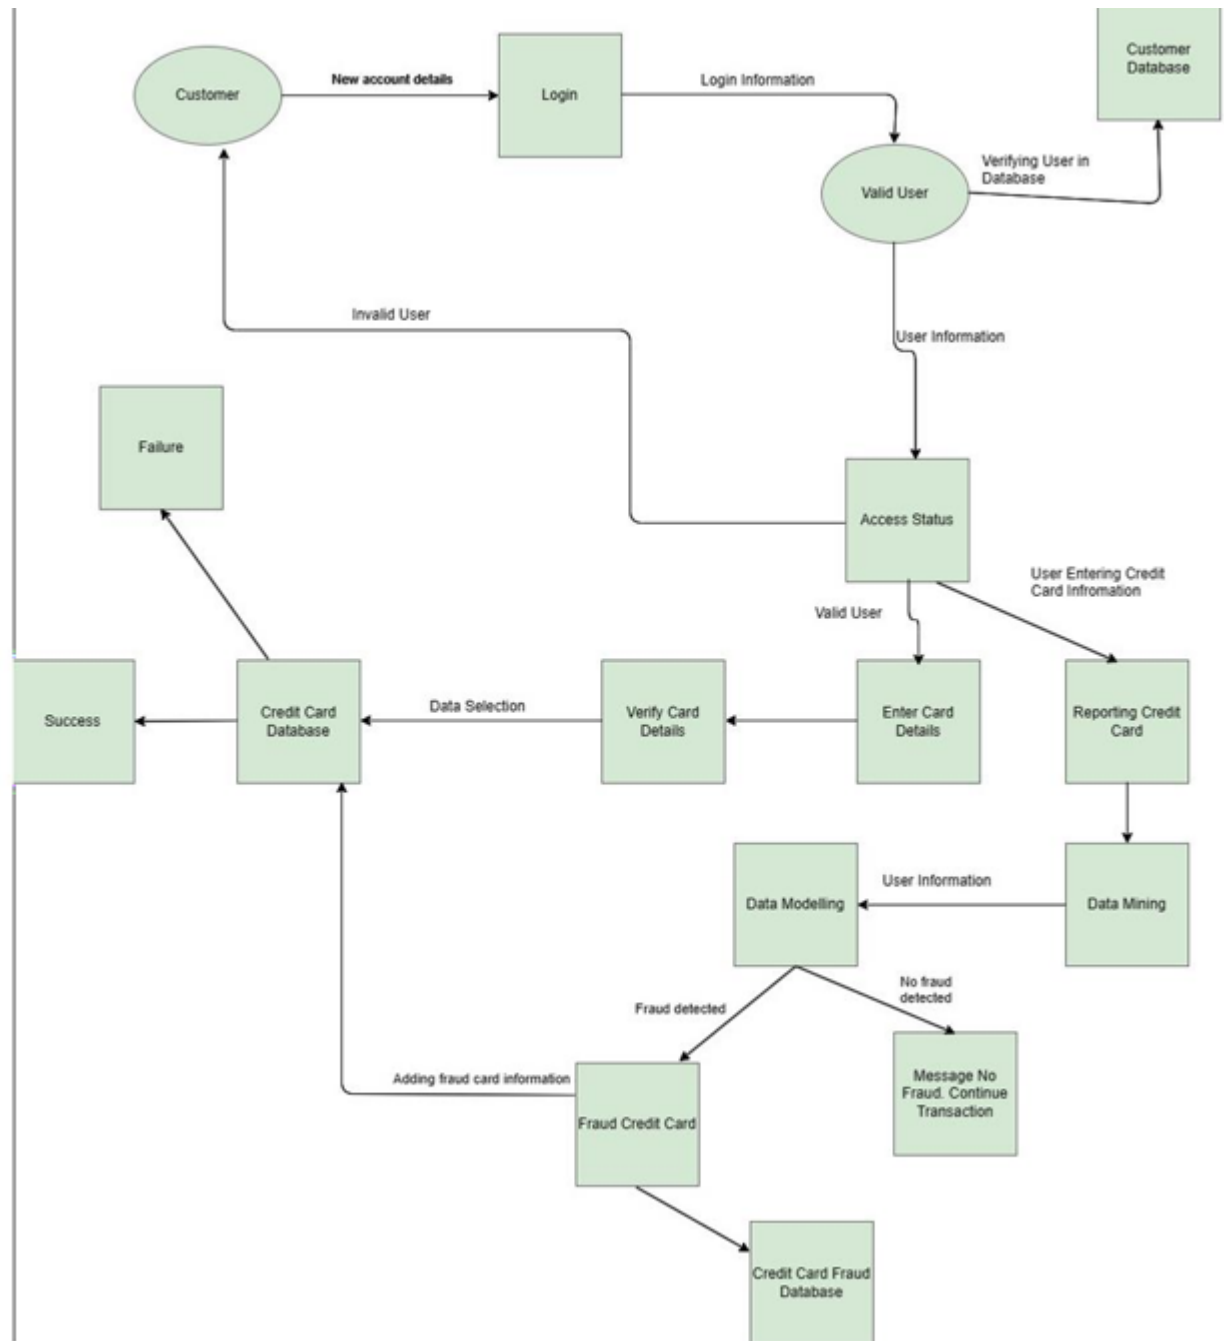 Customer
Database
New account details
Customer
Login
Login Information
Verifying User in
Database
Valid User
Invalid User
User Information
Failure
Access Status
User Entering Credit
Card Infromation
Valid User
Success
Credit Card
Database
Data Selection
Verify Card
Details
Enter Card
Details
Reporting Credit
Card
User Information
Data Modelling
Data Mining
No fraud
detected
Fraud detected
Adding fraud card information
Message No
Fraud. Continue
Transaction
Fraud Credit Card
Credit Card Fraud
Database